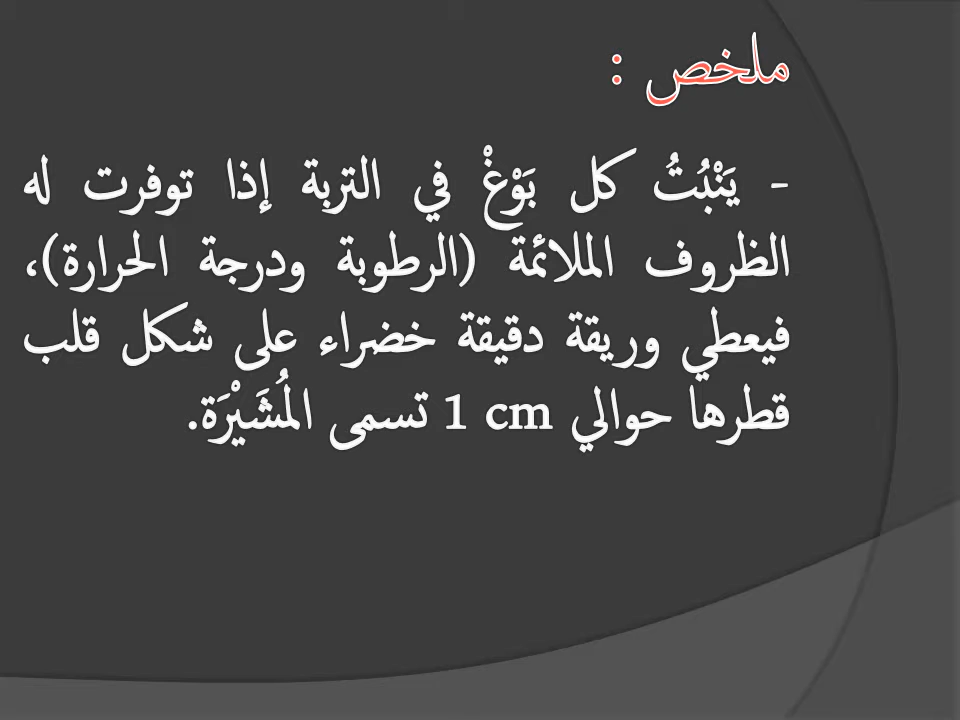 ملخص :
- يَنْبُتُ كل بَوْغْ في التربة إذا توفرت له
الظروف الملائمة (الرطوبة ودرجة الحرارة)،
فيعطي وريقة دقيقة خضراء على شكل قلب
قطرها حوالي 1 cm تسمى المُشَيْرَة.